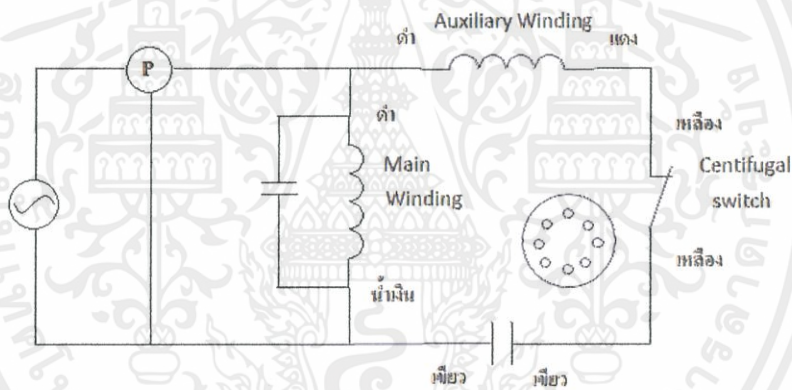 Auxiliary Winding
ดำ
แดง
P
ดำ
เหลือง
Main
Winding
Centifugal
switch
เหลือง
น้ำเงิน
เขียว
เขียว